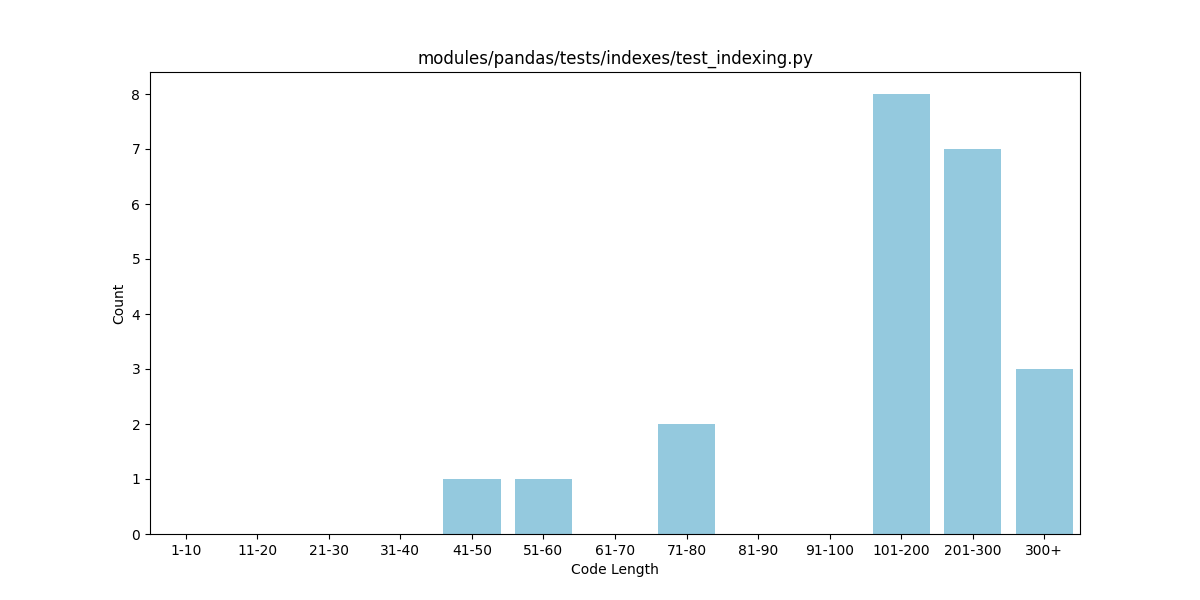 modules/pandas/tests/indexes/test_indexing.py
8
7
6
5
4
3
2
1
0
Count
1-10 11-20 21-30 31-40 41-50 51-60 61-70 71-80 81-90 91-100 101-200 201-300 300+
Code Length